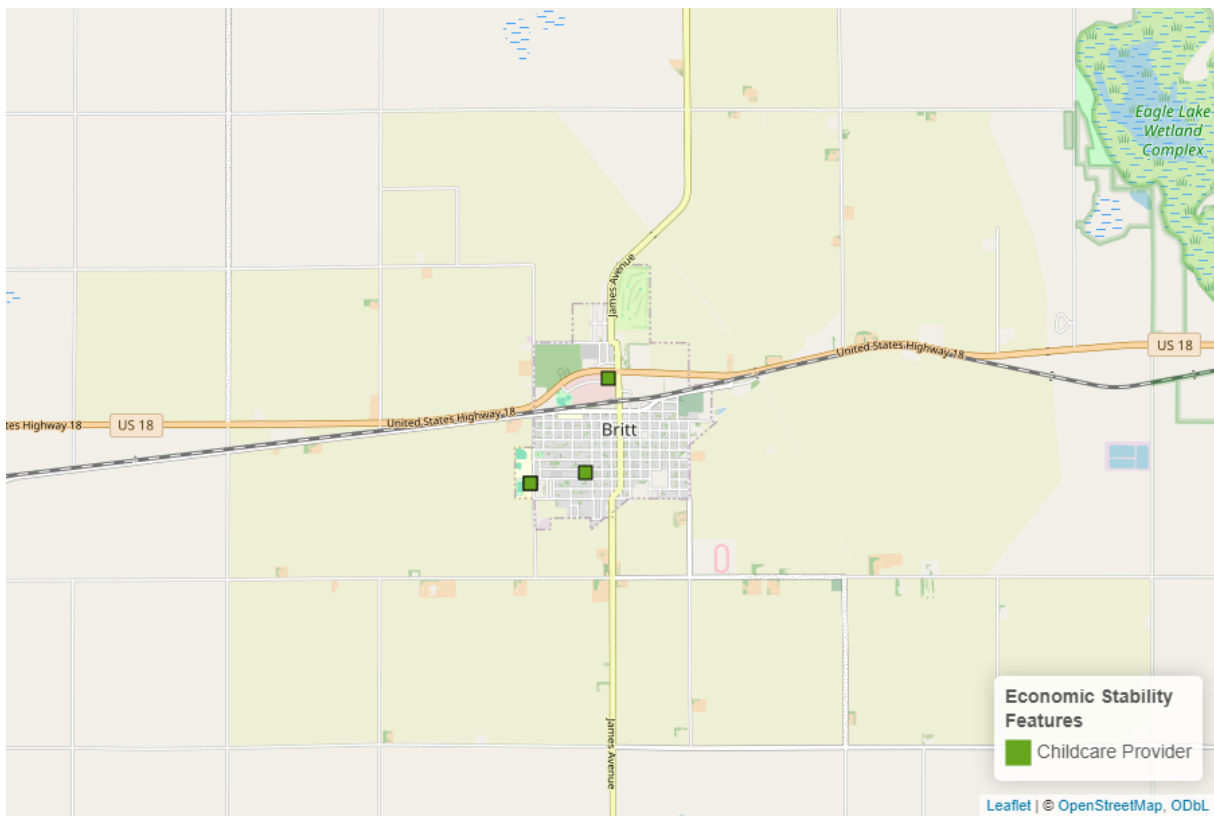 Eagle Lake
Wetland
Complex
James Avenue
United States Highway 18
US 18
tes Highway 18
US 18
United States Highway 18
Britt
James Avenue
Economic Stability
Features
Childcare Provider
Leaflet | © OpenStreetMap, ODbL